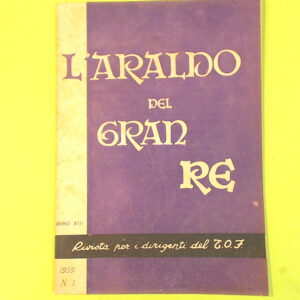 L'ARALDO
DEL
GRAN
RE
ANNO XIII
Rivista per i dirigenti del T.O.F
1959
N. 1